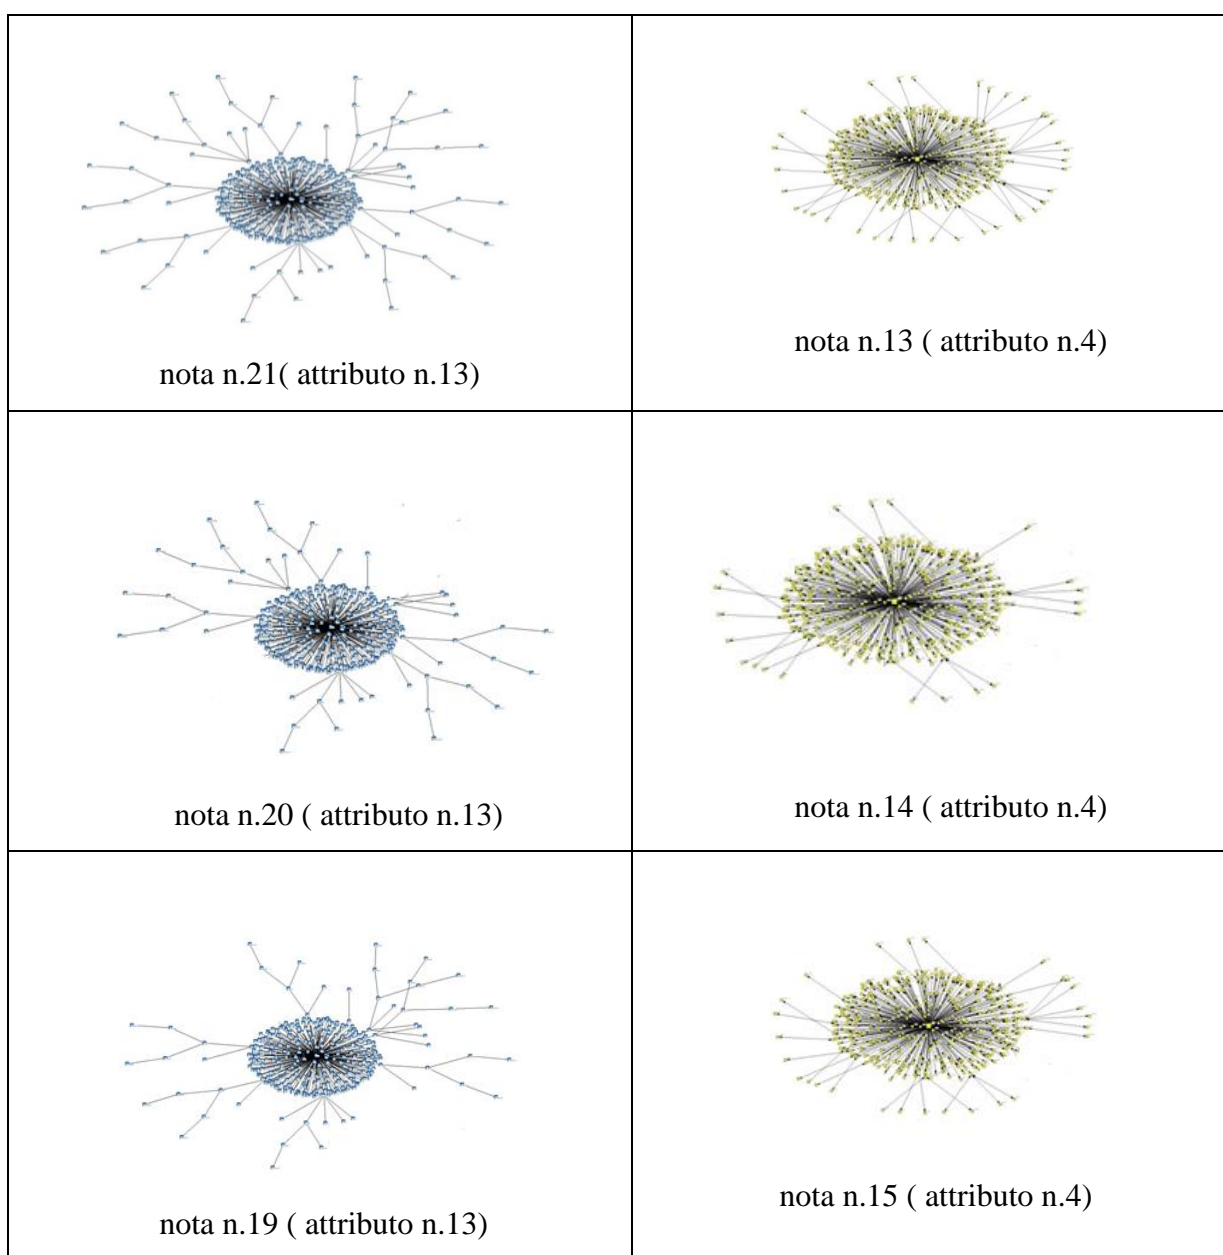 nota n.21( attributo n.13)
nota n.13 ( attributo n.4)
nota n.20 ( attributo n.13)
nota n.14 ( attributo n.4)
nota n.19 ( attributo n.13)
nota n.15 ( attributo n.4)